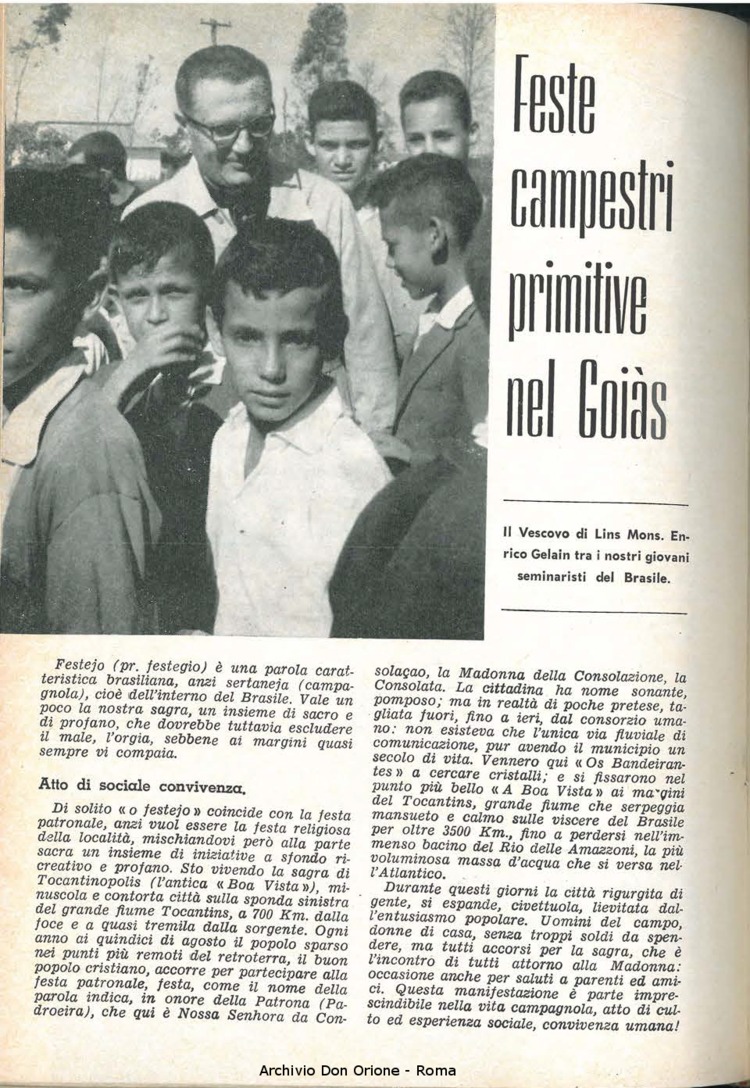 Feste
campestri
primitive
nel Goiàs
Il Vescovo di Lins Mons. En-
rico Gelain tra i nostri giovani
seminaristi del Brasile.
Festejo (pr. festegio) è una parola carat-
teristica brasiliana, anzi sertaneja (campa-
gnola), cioè dell'interno del Brasile. Vale un
poco la nostra sagra, un insieme di sacro e
di profano, che dovrebbe tuttavia escludere
il male, l'orgia, sebbene ai margini quasi
sempre vi compaia.
Atto di sociale convivenza.
Di solito « o festejo » coincide con la festa
patronale, anzi vuol essere la festa religiosa
della località, mischiandovi però alla parte
sacra un insieme di iniziative a sfondo ri-
creativo e profano. Sto vivendo la sagra di
Tocantinopolis (l'antica « Boa Vista »), mi-
nuscola e contorta città sulla sponda sinistra
del grande fiume Tocantins, a 700 Km. dalla
foce e a quasi tremila dalla sorgente. Ogni
anno ai quindici di agosto il popolo sparso
nei punti più remoti del retroterra, il buon
popolo cristiano, accorre per partecipare alla
festa patronale, festa, come il nome della
parola indica, in onore della Patrona (Pa-
droeira), che qui è Nossa Senhora da Con-
solaçao, la Madonna della Consolazione, la
Consolata. La cittadina ha nome sonante,
pomposo; ma in realtà di poche pretese, ta-
gliata fuori, fino a ieri, dal consorzio uma-
no: non esisteva che l'unica via fluviale di
comunicazione, pur avendo il municipio un
secolo di vita. Vennero qui « Os Bandeiran-
tes » a cercare cristalli; e si fissarono nel
punto più bello « A Boa Vista » ai margini
del Tocantins, grande fiume che serpeggia
mansueto e calmo sulle viscere del Brasile
per oltre 3500 Km., fino a perdersi nell'im-
menso bacino del Rio delle Amazzoni, la più
voluminosa massa d'acqua che si versa nel-
l'Atlantico.
Durante questi giorni la città rigurgita di
gente, si espande, civettuola, lievitata dal-
l'entusiasmo popolare. Uomini del campo,
donne di casa, senza troppi soldi da spen-
dere, ma tutti accorsi per la sagra, che è
l'incontro di tutti attorno alla Madonna:
occasione anche per saluti a parenti ed ami-
ci. Questa manifestazione è parte impre-
scindibile nella vita campagnola, atto di cul-
to ed esperienza sociale, convivenza umana!
Archivio Don Orione - Roma